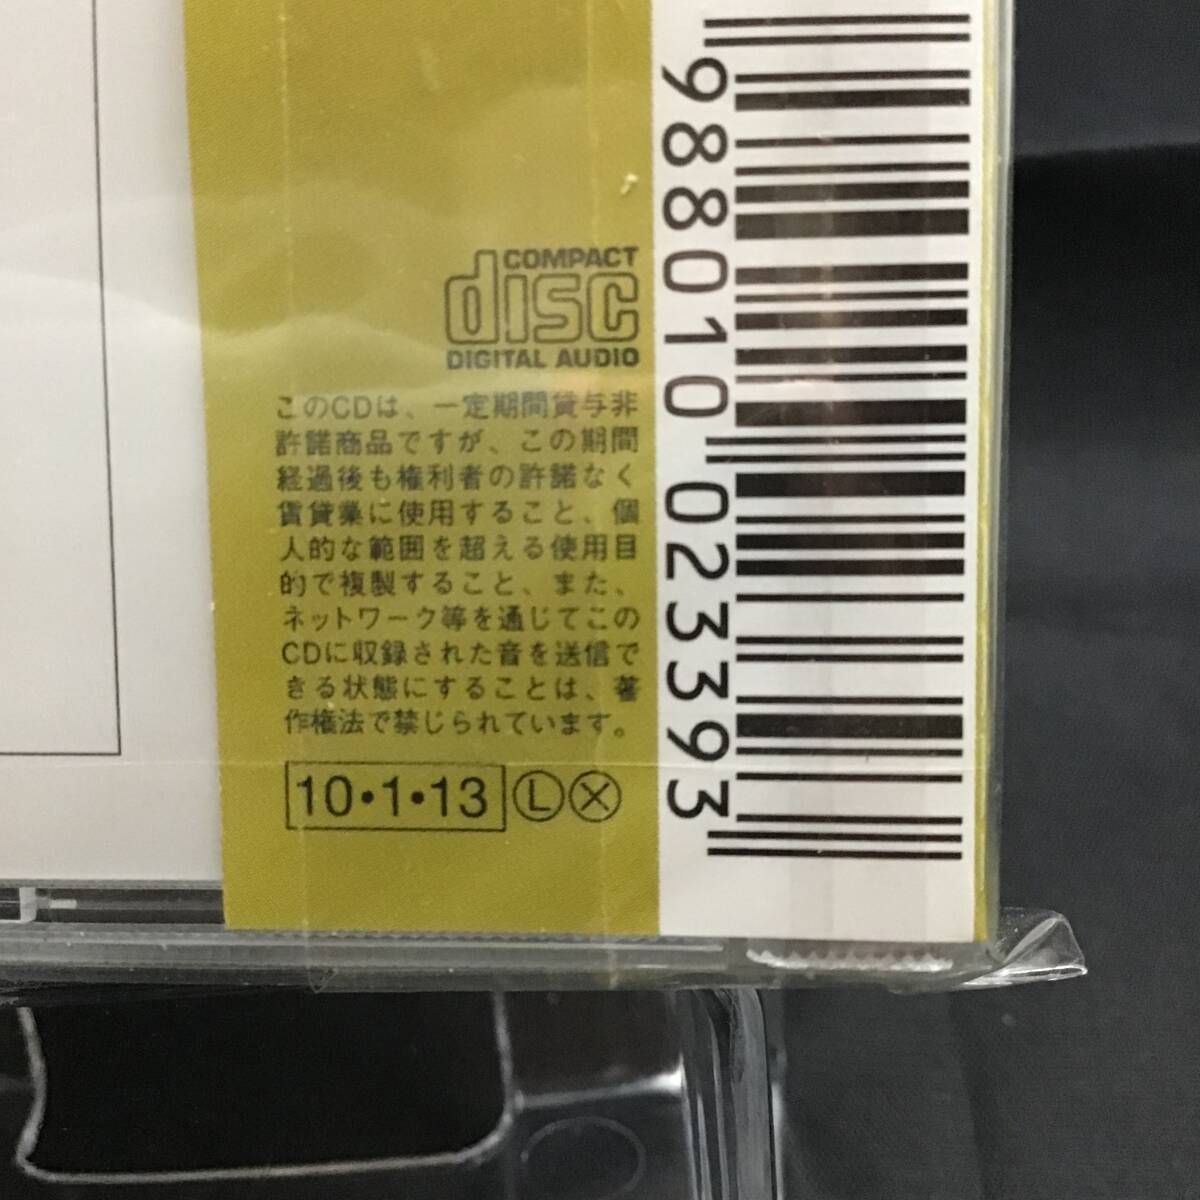 COMPACT
disc
DIGITAL AUDIO
このCDは、一定期間貸与非
許諾商品ですが、この期間
経過後も権利者の許諾なく
賃貸業に使用すること、個
人的な範囲を超える使用目
的で複製すること、また、
ネットワーク等を通じてこの
CDに収録された音を送信で
きる状態にすることは、著
作権法で禁じられています。
10・1・13 Ⓛ Ⓧ
988010 023393